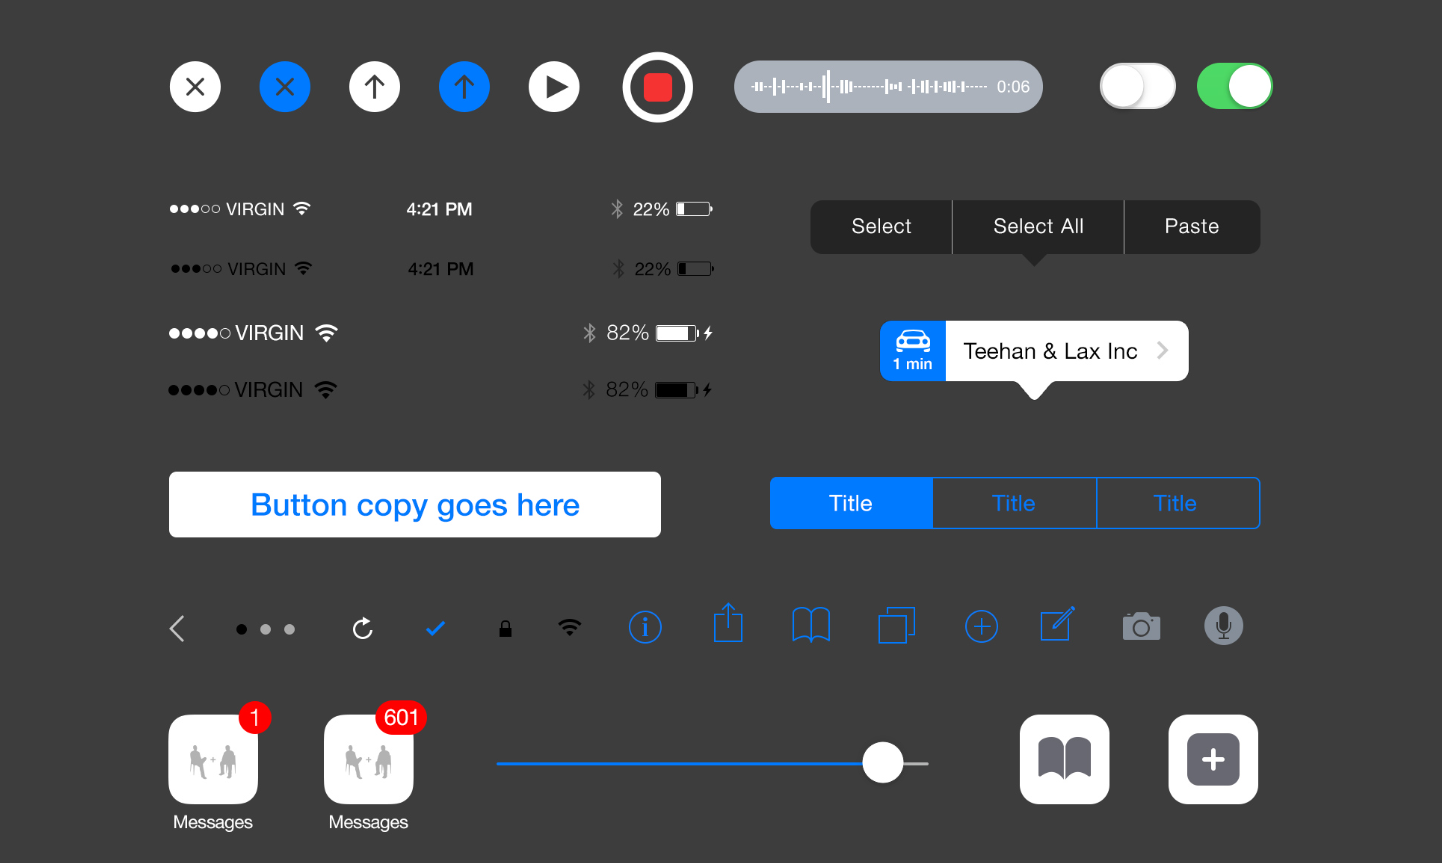 0:06
VIRGIN 4:21 PM 22%
Select Select All Paste
VIRGIN 4:21 PM 22%
VIRGIN 82%
1 min Teehan & Lax Inc
VIRGIN 82%
Button copy goes here
Title Title Title
1
601
Messages Messages